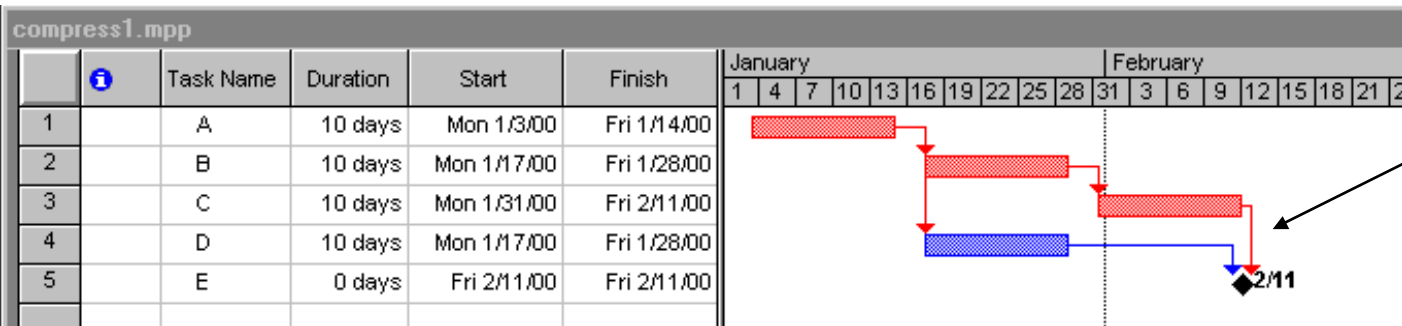 compress1.mpp
Task Name Duration Start Finish January February
1 4 7 10 13 16 19 22 25 28 31 3 6 9 12 15 18 21 2
1 A 10 days Mon 1/3/00 Fri 1/14/00
2 B 10 days Mon 1/17/00 Fri 1/28/00
3 C 10 days Mon 1/31/00 Fri 2/11/00
4 D 10 days Mon 1/17/00 Fri 1/28/00
5 E 0 days Fri 2/11/00 Fri 2/11/00 2/11